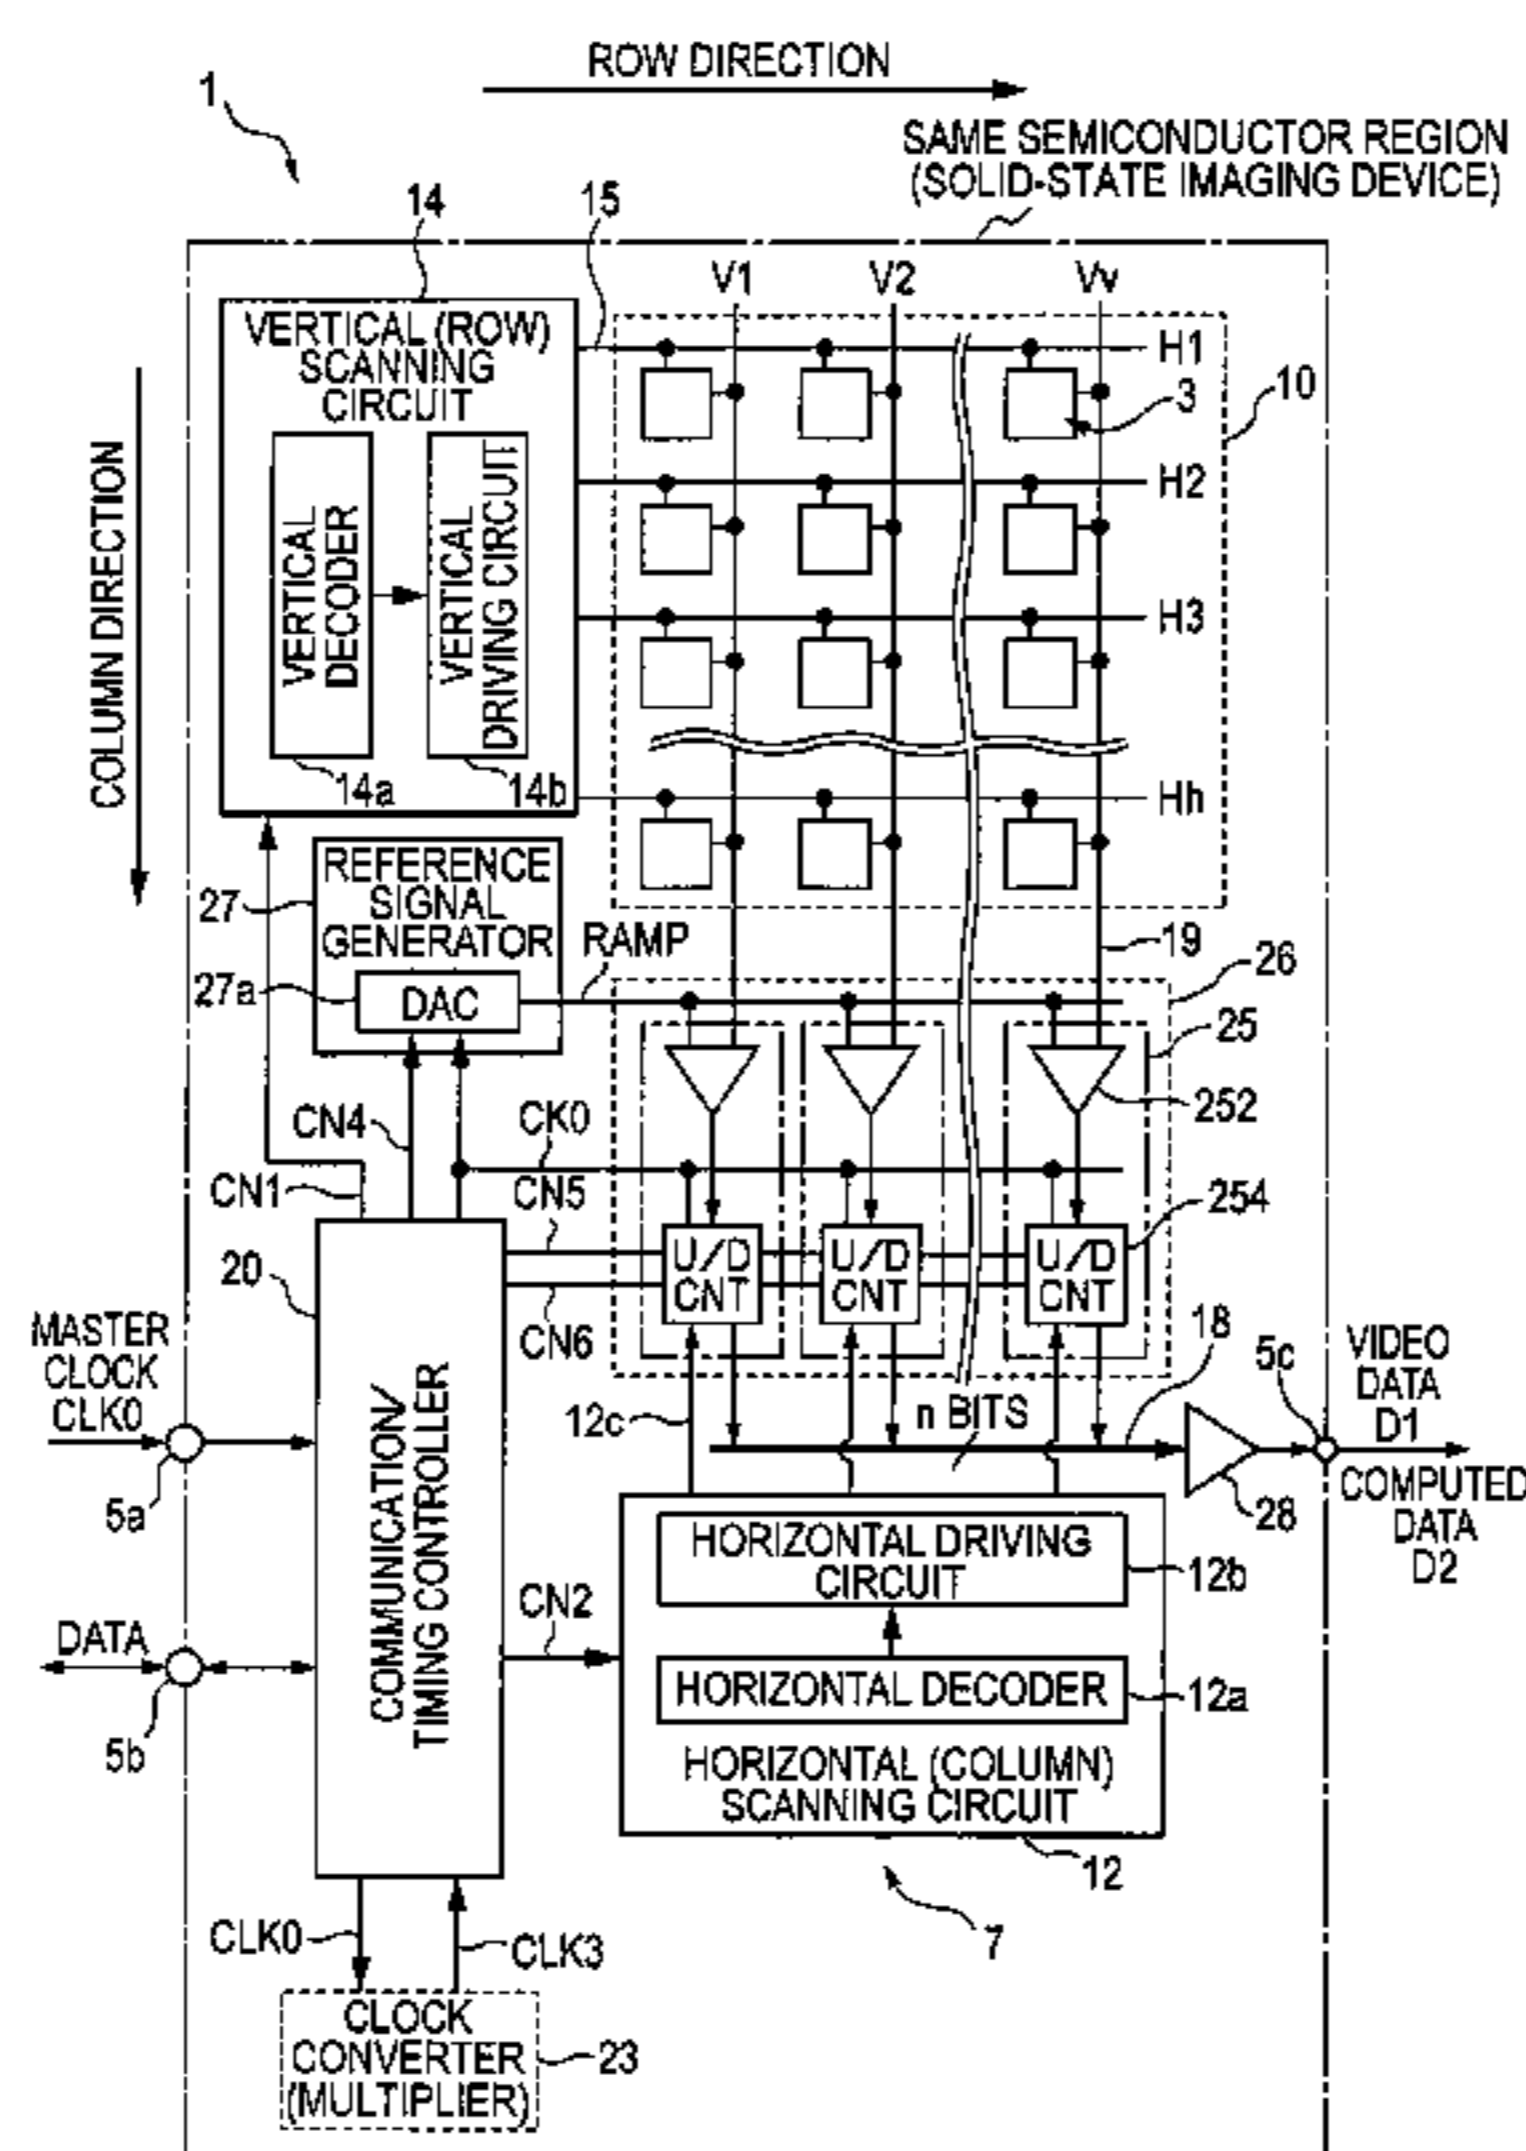 ROW DIRECTION
1
SAME SEMICONDUCTOR REGION
(SOLID-STATE IMAGING DEVICE)
14
15
V1
V2
Vv
VERTICAL (ROW)
SCANNING
CIRCUIT
H1
10
3
COLUMN DIRECTION
VERTICAL
DECODER
VERTICAL
DRIVING CIRCUIT
H2
H3
14a
14b
Hh
REFERENCE
SIGNAL
GENERATOR
27
RAMP
19
26
27a
DAC
25
252
CN4
CK0
CN1
CN5
254
20
U/D
CNT
U/D
CNT
U/D
CNT
CN6
18
MASTER
CLOCK
CLK0
5c
VIDEO
DATA
D1
12c
n BITS
COMMUNICATION/
TIMING CONTROLLER
5a
28
COMPUTED
DATA
D2
HORIZONTAL DRIVING
CIRCUIT
12b
CN2
DATA
HORIZONTAL DECODER
12a
5b
HORIZONTAL (COLUMN)
SCANNING CIRCUIT
12
7
CLK0
CLK3
CLOCK
CONVERTER
(MULTIPLIER)
23